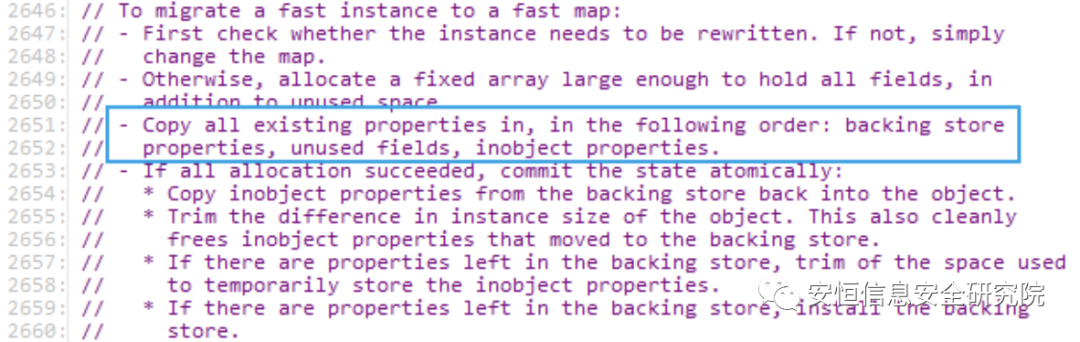 2646: // To migrate a fast instance to a fast map:
2647: // - First check whether the instance needs to be rewritten. If not, simply
2648: //   change the map.
2649: // - Otherwise, allocate a fixed array large enough to hold all fields, in
2650: //   addition to unused space
2651: // - Copy all existing properties in, in the following order: backing store
2652: //   properties, unused fields, inobject properties.
2653: // - If all allocation succeeded, commit the state atomically:
2654: //   * Copy inobject properties from the backing store back into the object.
2655: //   * Trim the difference in instance size of the object. This also cleanly
2656: //     frees inobject properties that moved to the backing store.
2657: //   * If there are properties left in the backing store, trim of the space used
2658: //     to temporarily store the inobject properties.
2659: //   * If there are properties left in the backing store, install the backing
2660: //     store.
安恒信息安全研究院